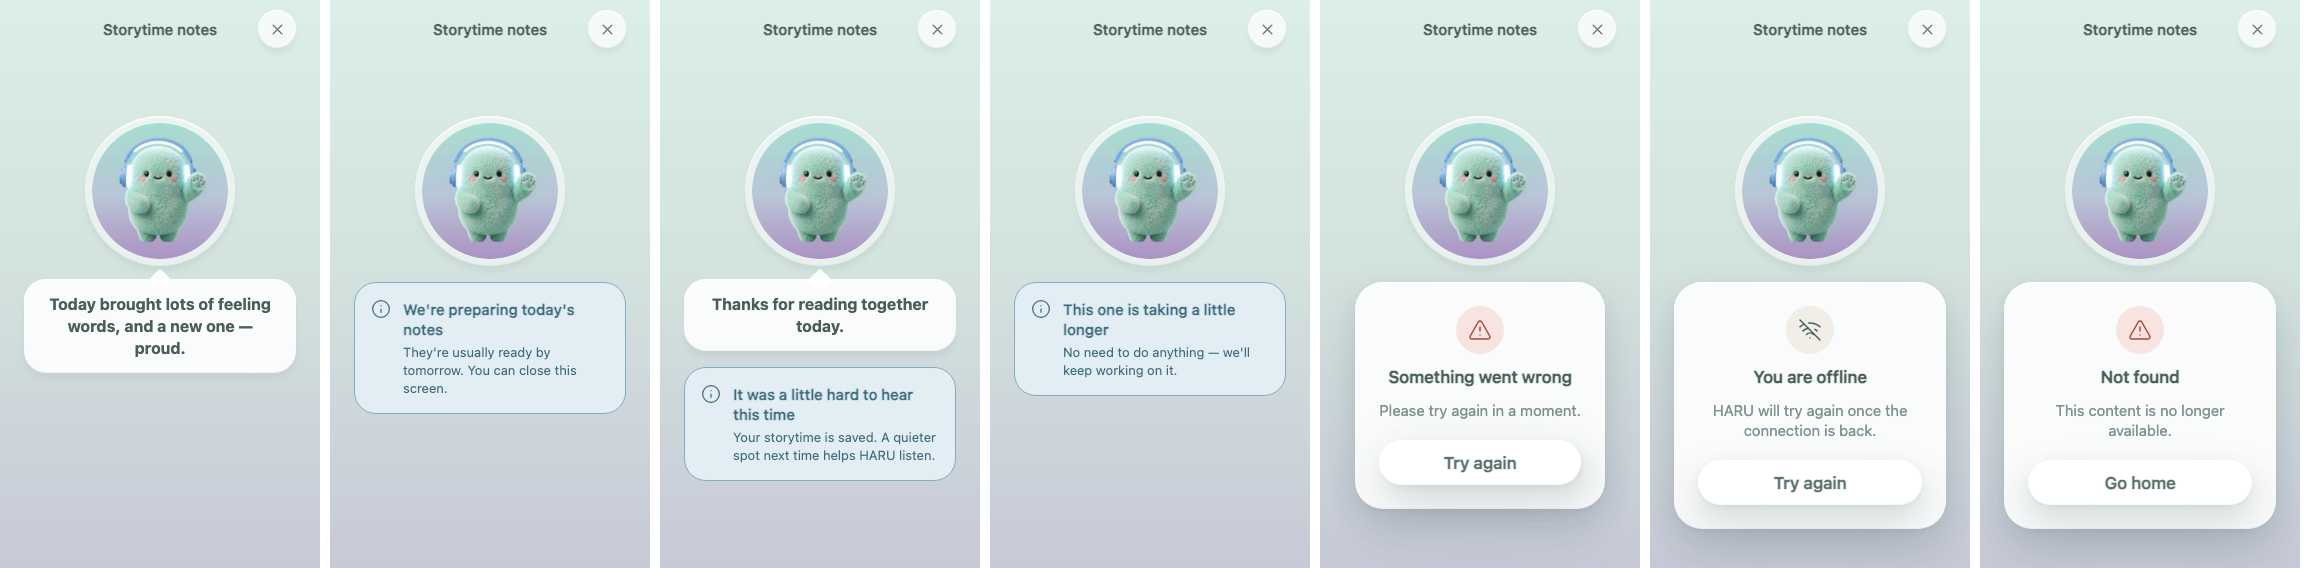 Storytime notes
Today brought lots of feeling
words, and a new one —
proud.
Storytime notes
We're preparing today's
notes
They're usually ready by
tomorrow. You can close this
screen.
Storytime notes
Thanks for reading together
today.
It was a little hard to hear
this time
Your storytime is saved. A quieter
spot next time helps HARU listen.
Storytime notes
This one is taking a little
longer
No need to do anything — we'll
keep working on it.
Storytime notes
Something went wrong
Please try again in a moment.
Try again
Storytime notes
You are offline
HARU will try again once the
connection is back.
Try again
Storytime notes
Not found
This content is no longer
available.
Go home